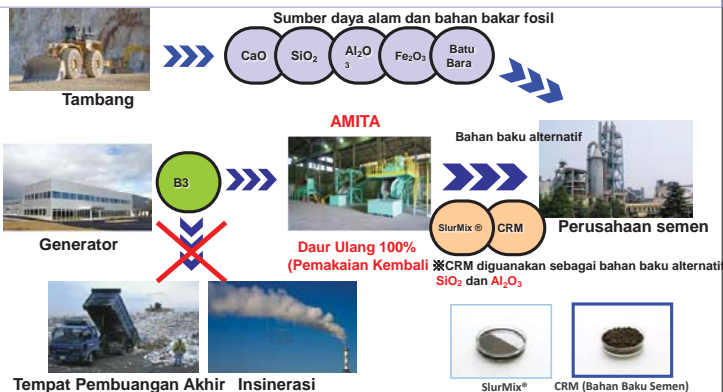 Sumber daya alam dan bahan bakar fosil
CaO
SiO₂
Al₂O
3
Fe₂O₃
Batu
Bara
Tambang
AMITA
Bahan baku alternatif
B3
SlurMix ®
CRM
Perusahaan semen
Generator
Daur Ulang 100%
(Pemakaian Kembali
※CRM diguanakan sebagai bahan baku alternatif
SiO₂ dan Al₂O₃
Tempat Pembuangan Akhir
Insinerasi
SlurMix®
CRM (Bahan Baku Semen)